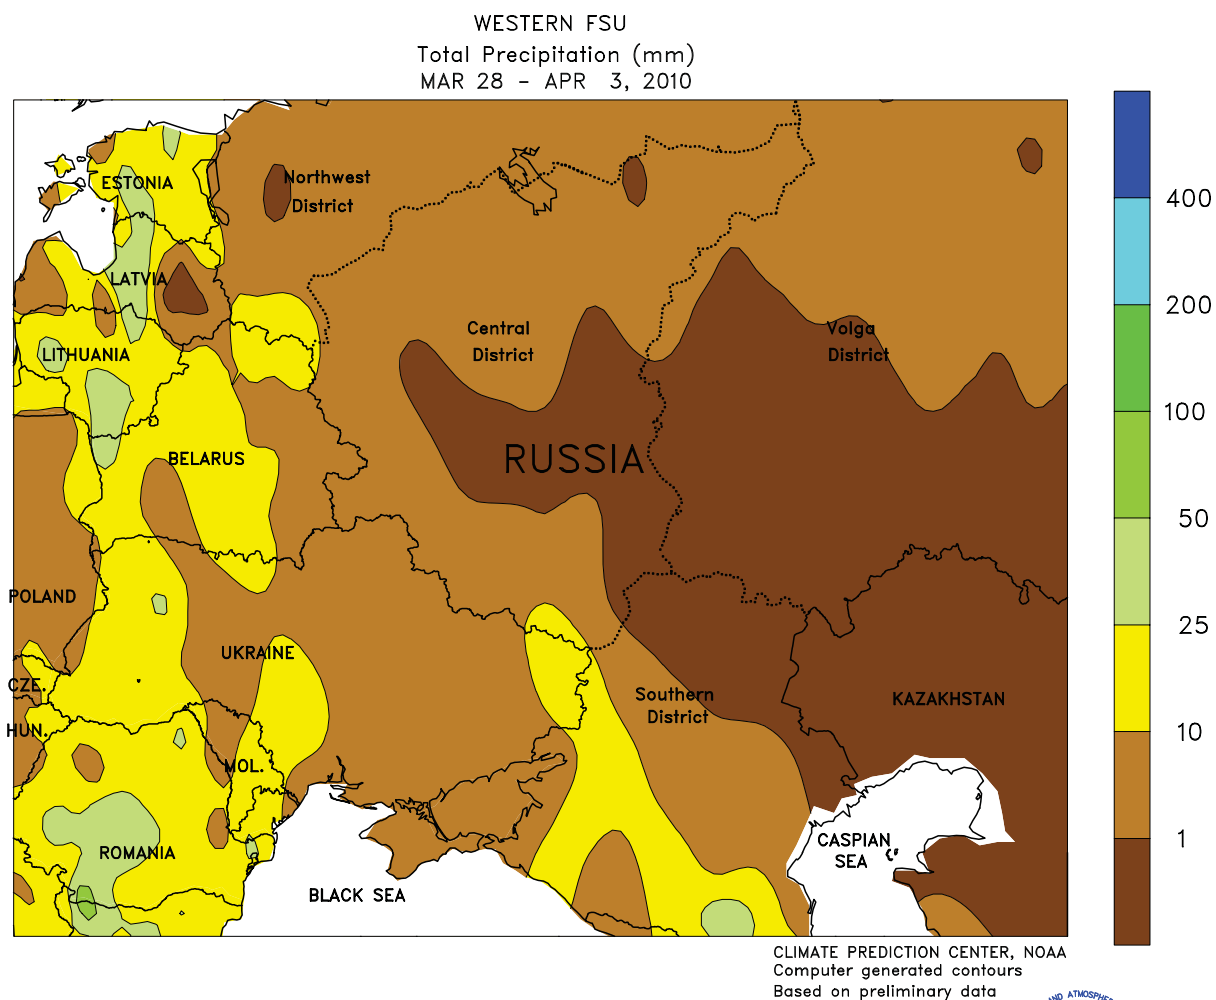 WESTERN FSU
Total Precipitation (mm)
MAR 28 - APR 3, 2010
ESTONIA
Northwest
District
400
LATVIA
200
LITHUANIA
Central
District
Volga
District
100
BELARUS
RUSSIA
50
POLAND
25
UKRAINE
CZE.
Southern
District
KAZAKHSTAN
HUN.
10
MOL.
ROMANIA
CASPIAN
SEA
1
BLACK SEA
CLIMATE PREDICTION CENTER, NOAA
Computer generated contours
Based on preliminary data
AND ATMOSPHE